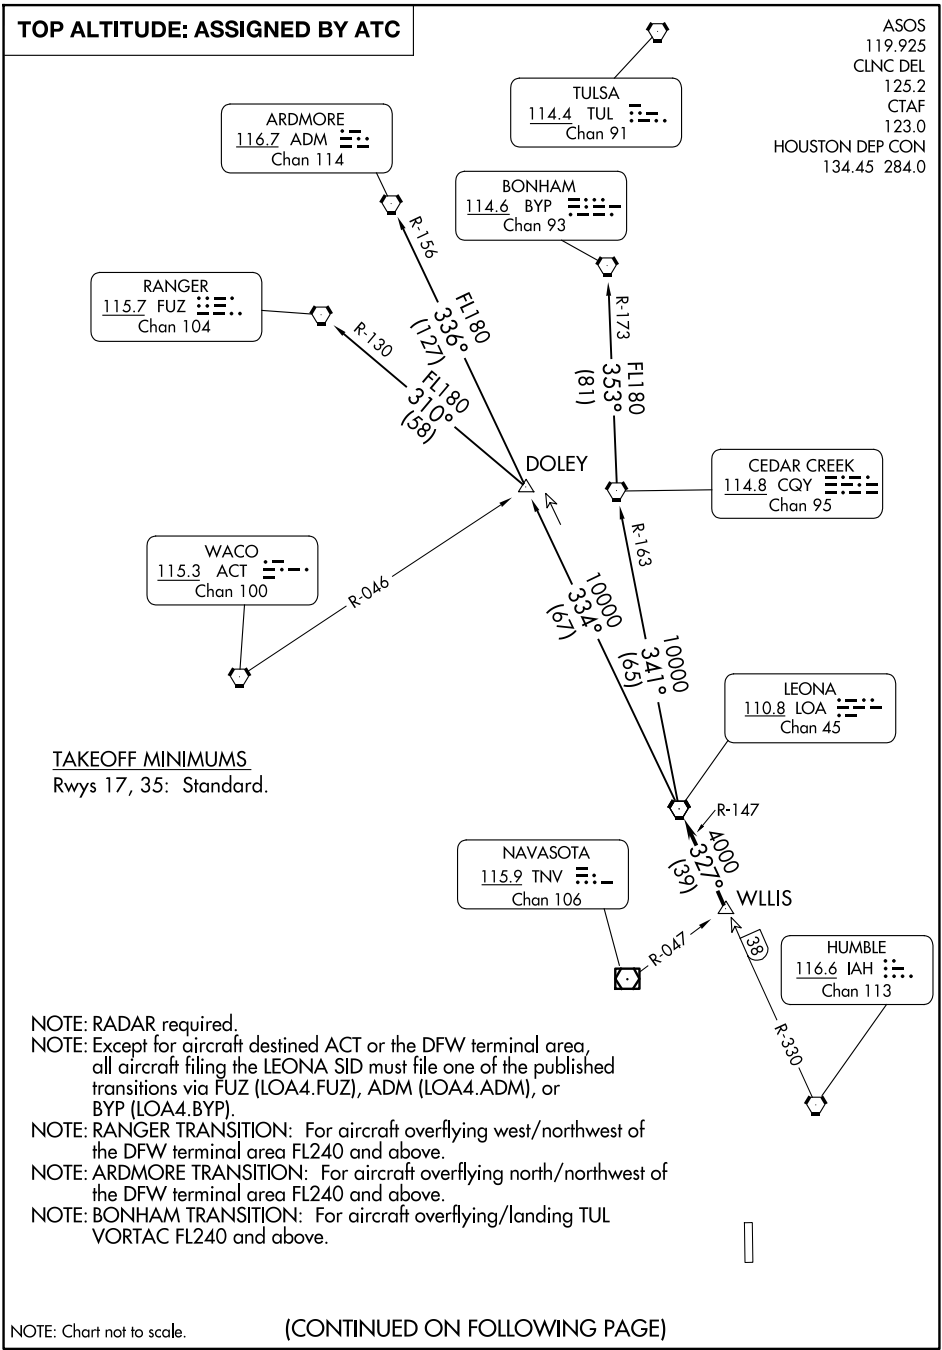 TOP ALTITUDE: ASSIGNED BY ATC
ASOS
119.925
CLNC DEL
125.2
CTAF
123.0
HOUSTON DEP CON
134.45 284.0
TULSA
114.4 TUL
Chan 91
ARDMORE
116.7 ADM
Chan 114
BONHAM
114.6 BYP
Chan 93
R-156
RANGER
115.7 FUZ
Chan 104
R-130
FL180
336°
(127)
R-173
FL180
310°
(58)
FL180
353°
(81)
DOLEY
CEDAR CREEK
114.8 CQY
Chan 95
WACO
115.3 ACT
Chan 100
R-046
R-163
10000
334°
(67)
10000
341°
(65)
LEONA
110.8 LOA
Chan 45
TAKEOFF MINIMUMS
Rwys 17, 35: Standard.
R-147
4000
327°
(39)
NAVASOTA
115.9 TNV
Chan 106
WLLIS
R-047
38
HUMBLE
116.6 IAH
Chan 113
R-330
NOTE: RADAR required.
NOTE: Except for aircraft destined ACT or the DFW terminal area,
all aircraft filing the LEONA SID must file one of the published
transitions via FUZ (LOA4.FUZ), ADM (LOA4.ADM), or
BYP (LOA4.BYP).
NOTE: RANGER TRANSITION: For aircraft overflying west/northwest of
the DFW terminal area FL240 and above.
NOTE: ARDMORE TRANSITION: For aircraft overflying north/northwest of
the DFW terminal area FL240 and above.
NOTE: BONHAM TRANSITION: For aircraft overflying/landing TUL
VORTAC FL240 and above.
NOTE: Chart not to scale.
(CONTINUED ON FOLLOWING PAGE)